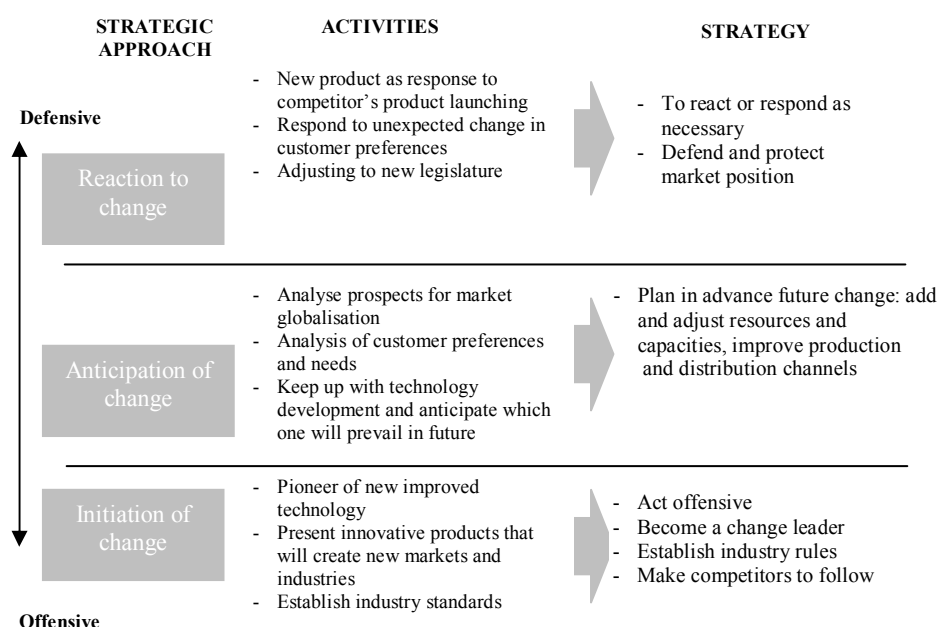 STRATEGIC
APPROACH
ACTIVITIES
STRATEGY
Defensive
Reaction to
change
- New product as response to
competitor's product launching
- Respond to unexpected change in
customer preferences
- Adjusting to new legislature
- To react or respond as
necessary
- Defend and protect
market position
Anticipation of
change
- Analyse prospects for market
globalisation
- Analysis of customer preferences
and needs
- Keep up with technology
development and anticipate which
one will prevail in future
- Plan in advance future change: add
and adjust resources and
capacities, improve production
and distribution channels
Initiation of
change
- Pioneer of new improved
technology
- Present innovative products that
will create new markets and
industries
- Establish industry standards
- Act offensive
- Become a change leader
- Establish industry rules
- Make competitors to follow
Offensive